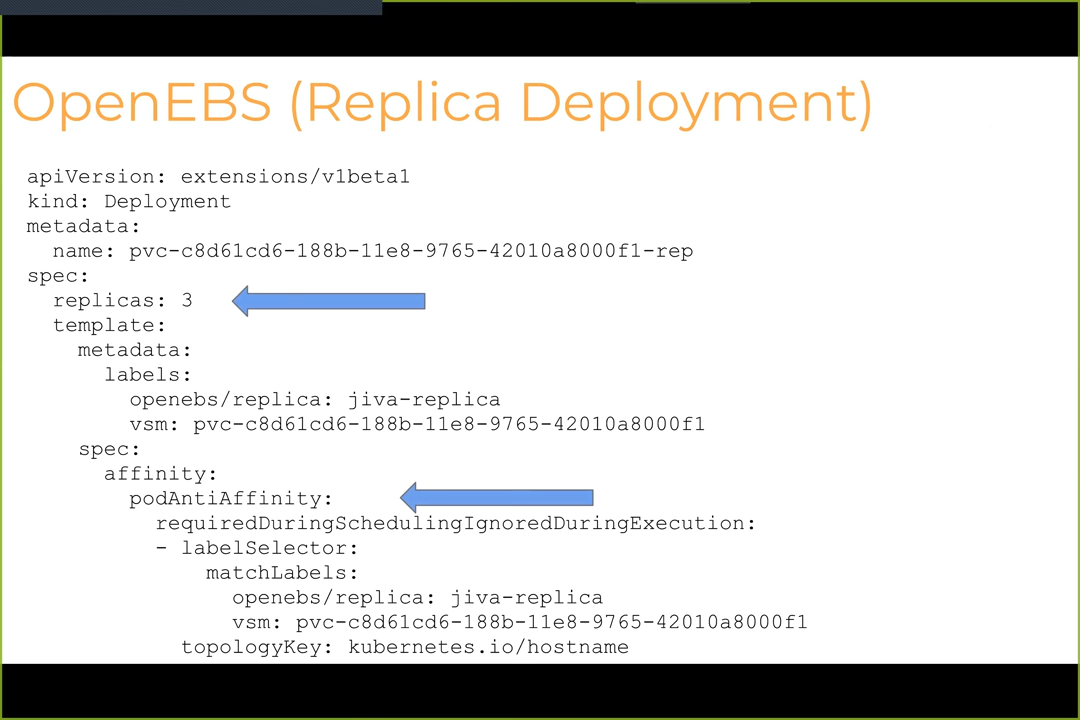 OpenEBS (Replica Deployment)
apiVersion: extensions/v1beta1
kind: Deployment
metadata:
  name: pvc-c8d61cd6-188b-11e8-9765-42010a8000f1-rep
spec:
  replicas: 3
  template:
    metadata:
      labels:
        openebs/replica: jiva-replica
        vsm: pvc-c8d61cd6-188b-11e8-9765-42010a8000f1
    spec:
      affinity:
        podAntiAffinity:
          requiredDuringSchedulingIgnoredDuringExecution:
          - labelSelector:
              matchLabels:
                openebs/replica: jiva-replica
                vsm: pvc-c8d61cd6-188b-11e8-9765-42010a8000f1
            topologyKey: kubernetes.io/hostname